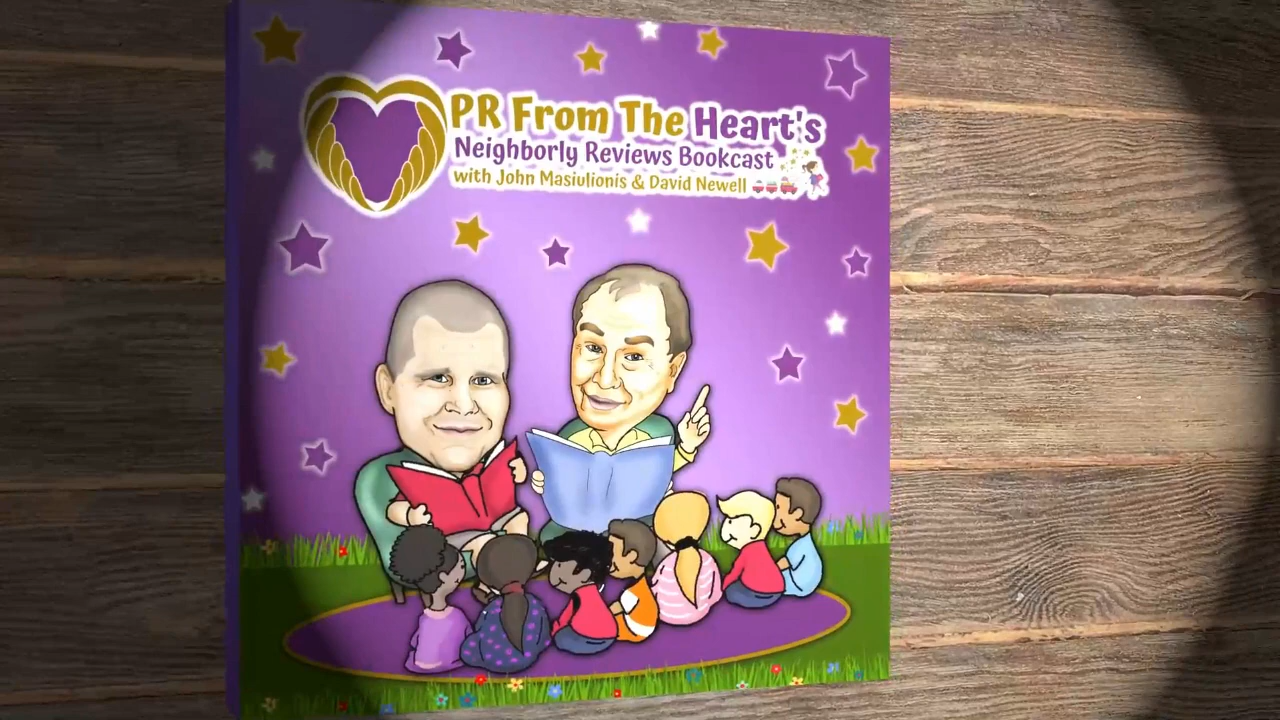 PR From The Heart's
Neighborly Reviews Bookcast
with John Masiulionis & David Newell